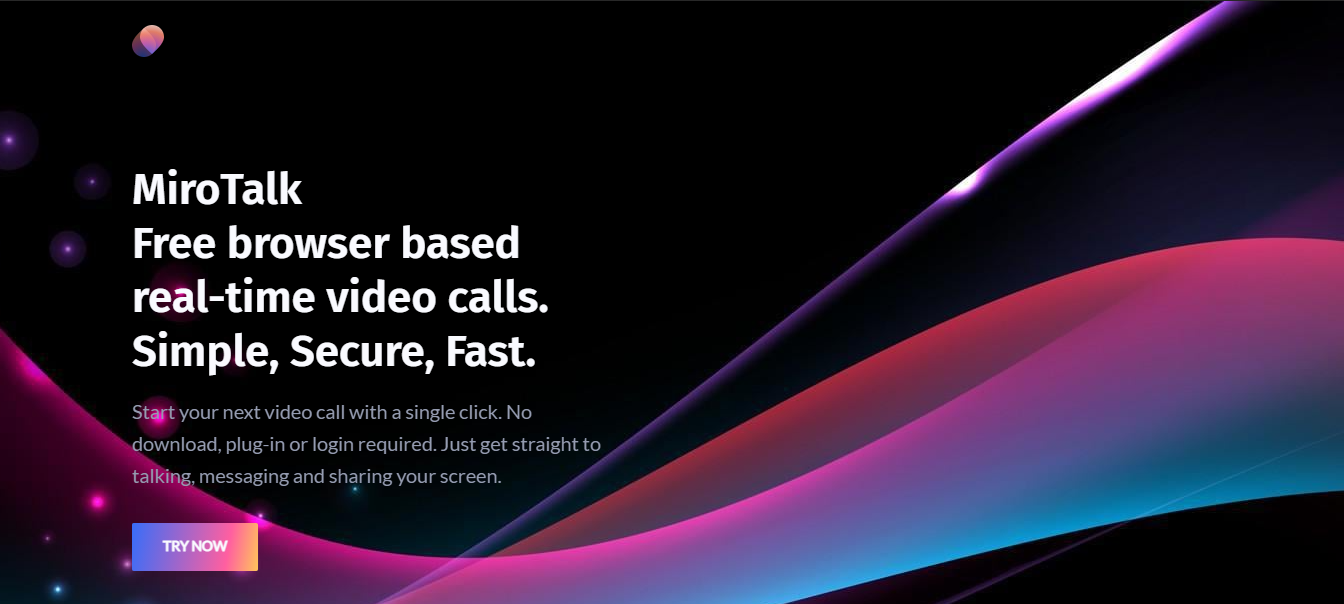 MiroTalk
Free browser based
real-time video calls.
Simple, Secure, Fast.
Start your next video call with a single click. No
download, plug-in or login required. Just get straight to
talking, messaging and sharing your screen.
TRY NOW